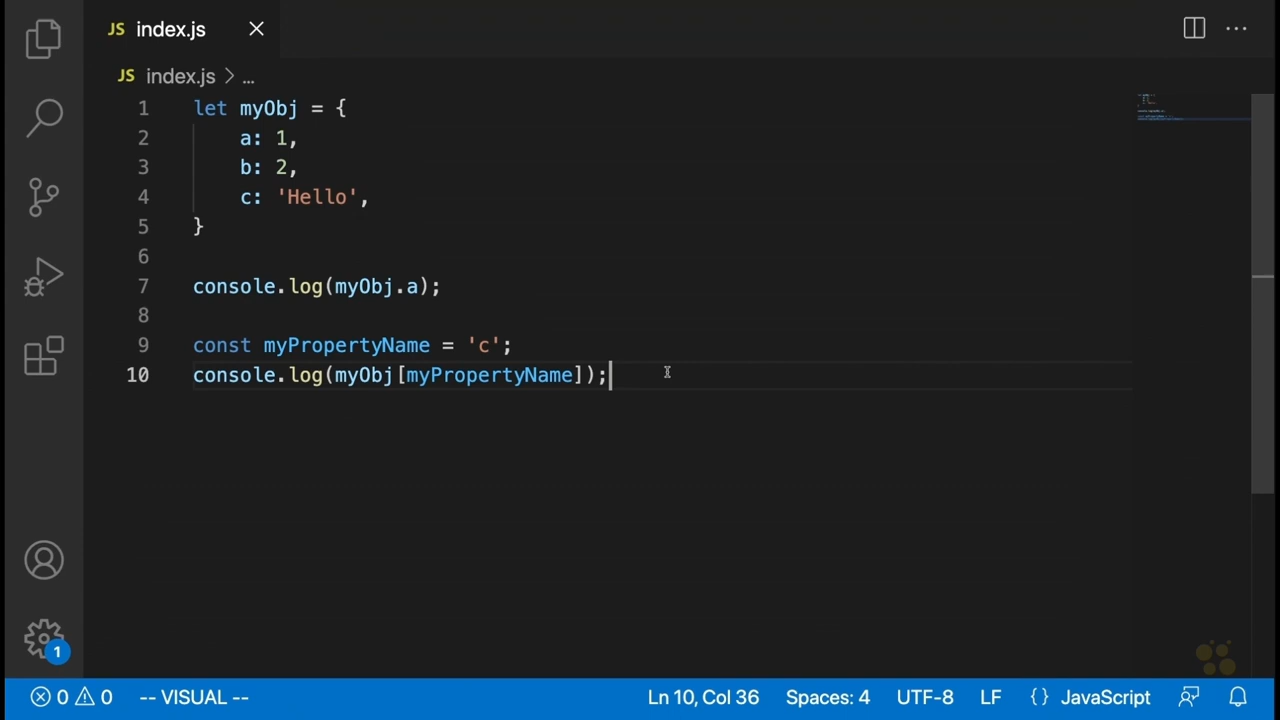 JS index.js
JS index.js > ...
1 let myObj = {
2     a: 1,
3     b: 2,
4     c: 'Hello',
5 }
6
7 console.log(myObj.a);
8
9 const myPropertyName = 'c';
10 console.log(myObj[myPropertyName]);
1
0 0 -- VISUAL -- Ln 10, Col 36 Spaces: 4 UTF-8 LF {} JavaScript